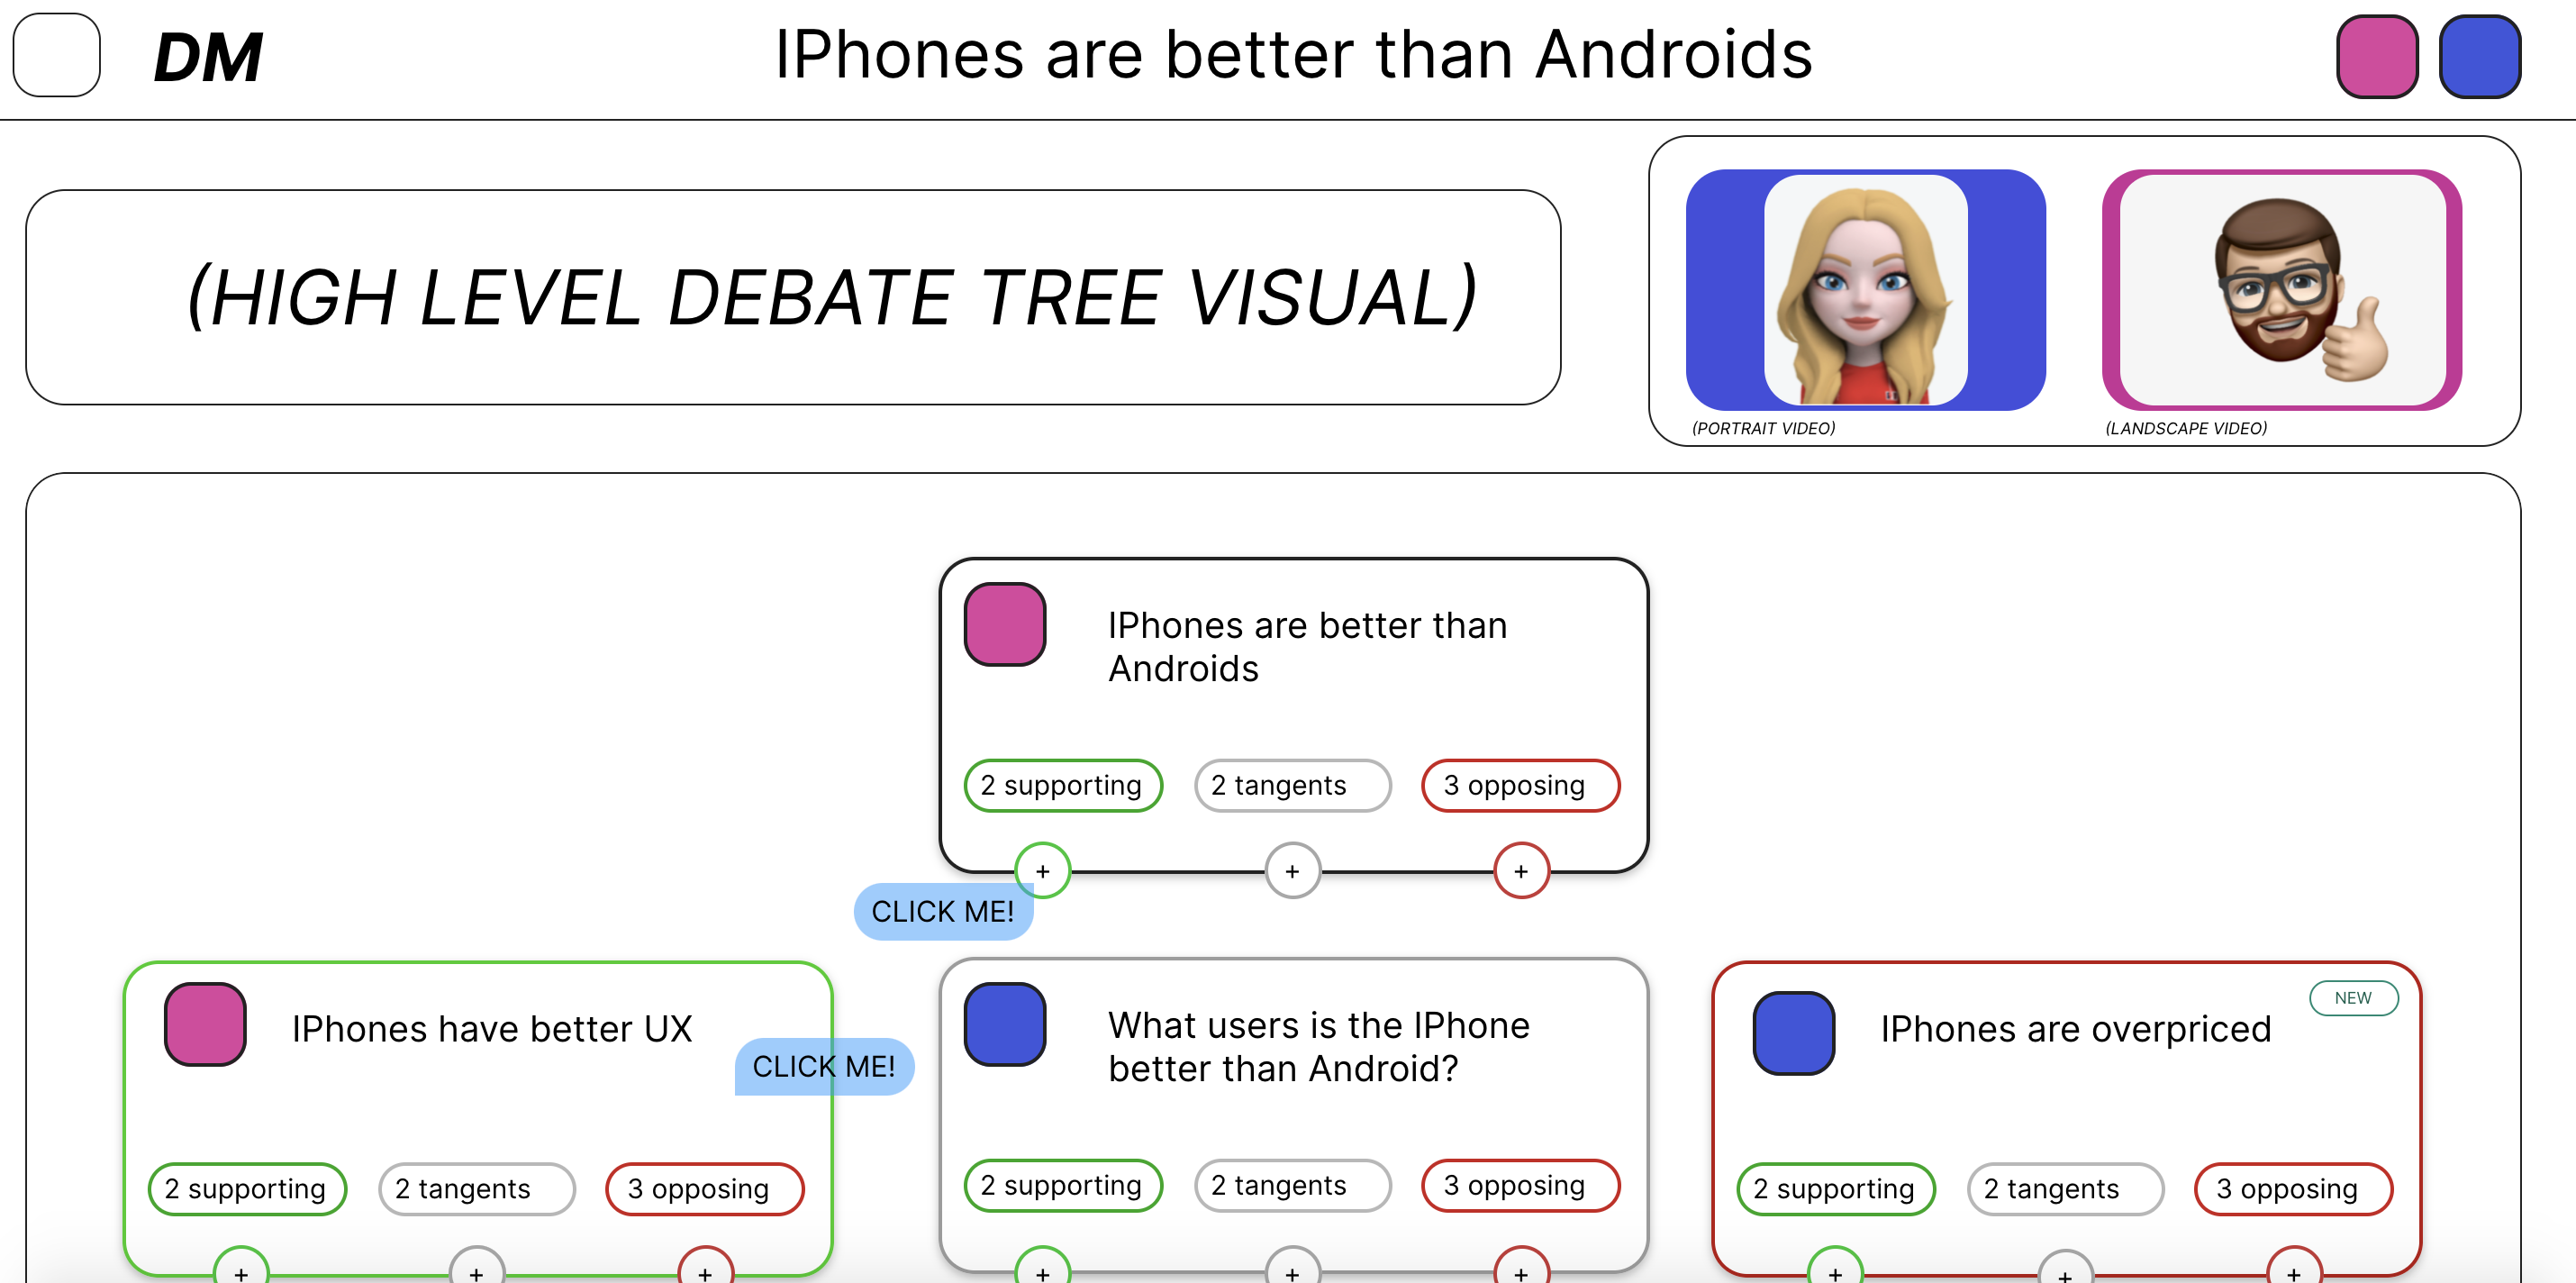 DM
IPhones are better than Androids
(HIGH LEVEL DEBATE TREE VISUAL)
(PORTRAIT VIDEO)
(LANDSCAPE VIDEO)
IPhones are better than
Androids
2 supporting
2 tangents
3 opposing
+
+
+
CLICK ME!
IPhones have better UX
CLICK ME!
2 supporting
2 tangents
3 opposing
+
+
+
What users is the IPhone
better than Android?
2 supporting
2 tangents
3 opposing
+
+
+
NEW
IPhones are overpriced
2 supporting
2 tangents
3 opposing
+
+
+